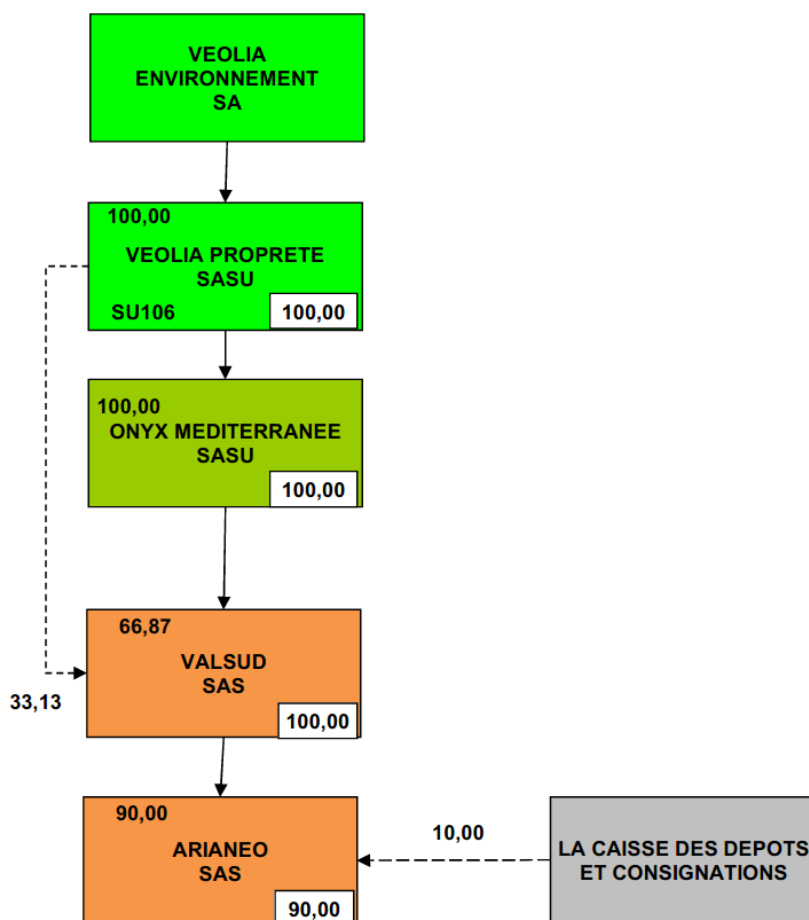 VEOLIA
ENVIRONNEMENT
SA
100,00
VEOLIA PROPRETE
SASU
SU106
100,00
100,00
ONYX MEDITERRANEE
SASU
100,00
66,87
VALSUD
SAS
33,13
100,00
90,00
ARIANEO
SAS
90,00
10,00
LA CAISSE DES DEPOTS
ET CONSIGNATIONS